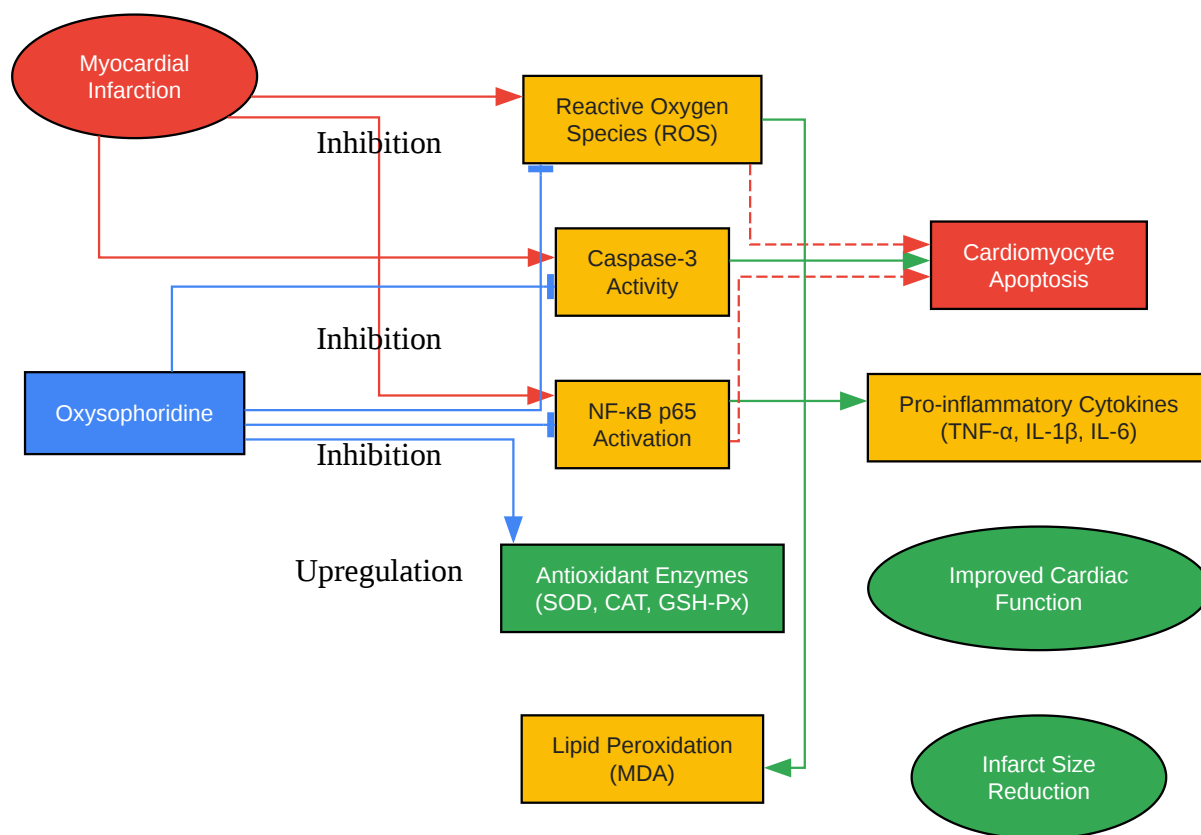 Myocardial
Infarction
Reactive Oxygen
Species (ROS)
Inhibition
Caspase-3
Activity
Cardiomyocyte
Apoptosis
Inhibition
Oxysophoridine
NF-κB p65
Activation
Pro-inflammatory Cytokines
(TNF-α, IL-1β, IL-6)
Inhibition
Upregulation
Antioxidant Enzymes
(SOD, CAT, GSH-Px)
Improved Cardiac
Function
Lipid Peroxidation
(MDA)
Infarct Size
Reduction